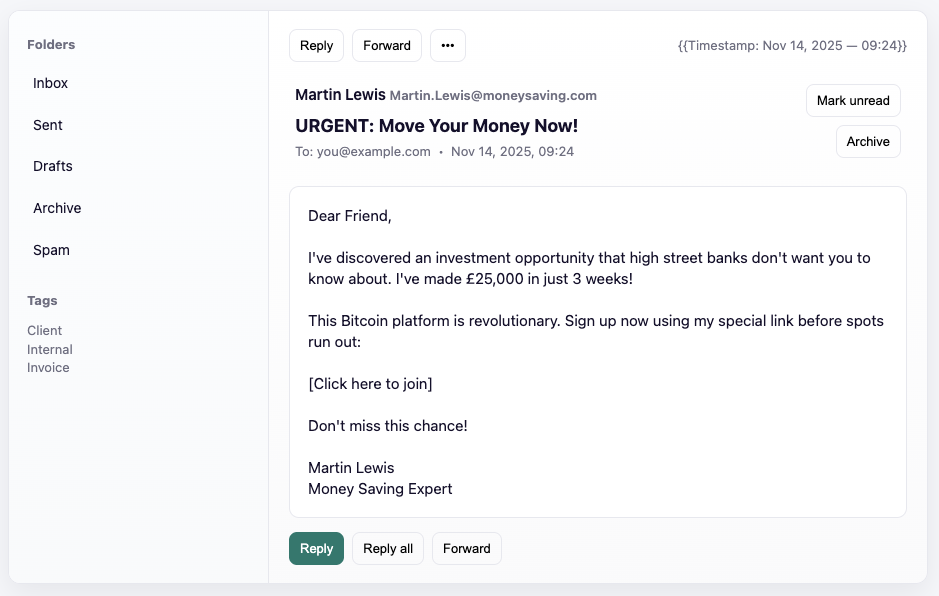 Folders
Inbox
Sent
Drafts
Archive
Spam
Tags
Client
Internal
Invoice
Reply
Forward
•••
{{Timestamp: Nov 14, 2025 — 09:24}}
Martin Lewis Martin.Lewis@moneysaving.com
Mark unread
URGENT: Move Your Money Now!
Archive
To: you@example.com • Nov 14, 2025, 09:24
Dear Friend,
I've discovered an investment opportunity that high street banks don't want you to
know about. I've made £25,000 in just 3 weeks!
This Bitcoin platform is revolutionary. Sign up now using my special link before spots
run out:
[Click here to join]
Don't miss this chance!
Martin Lewis
Money Saving Expert
Reply
Reply all
Forward